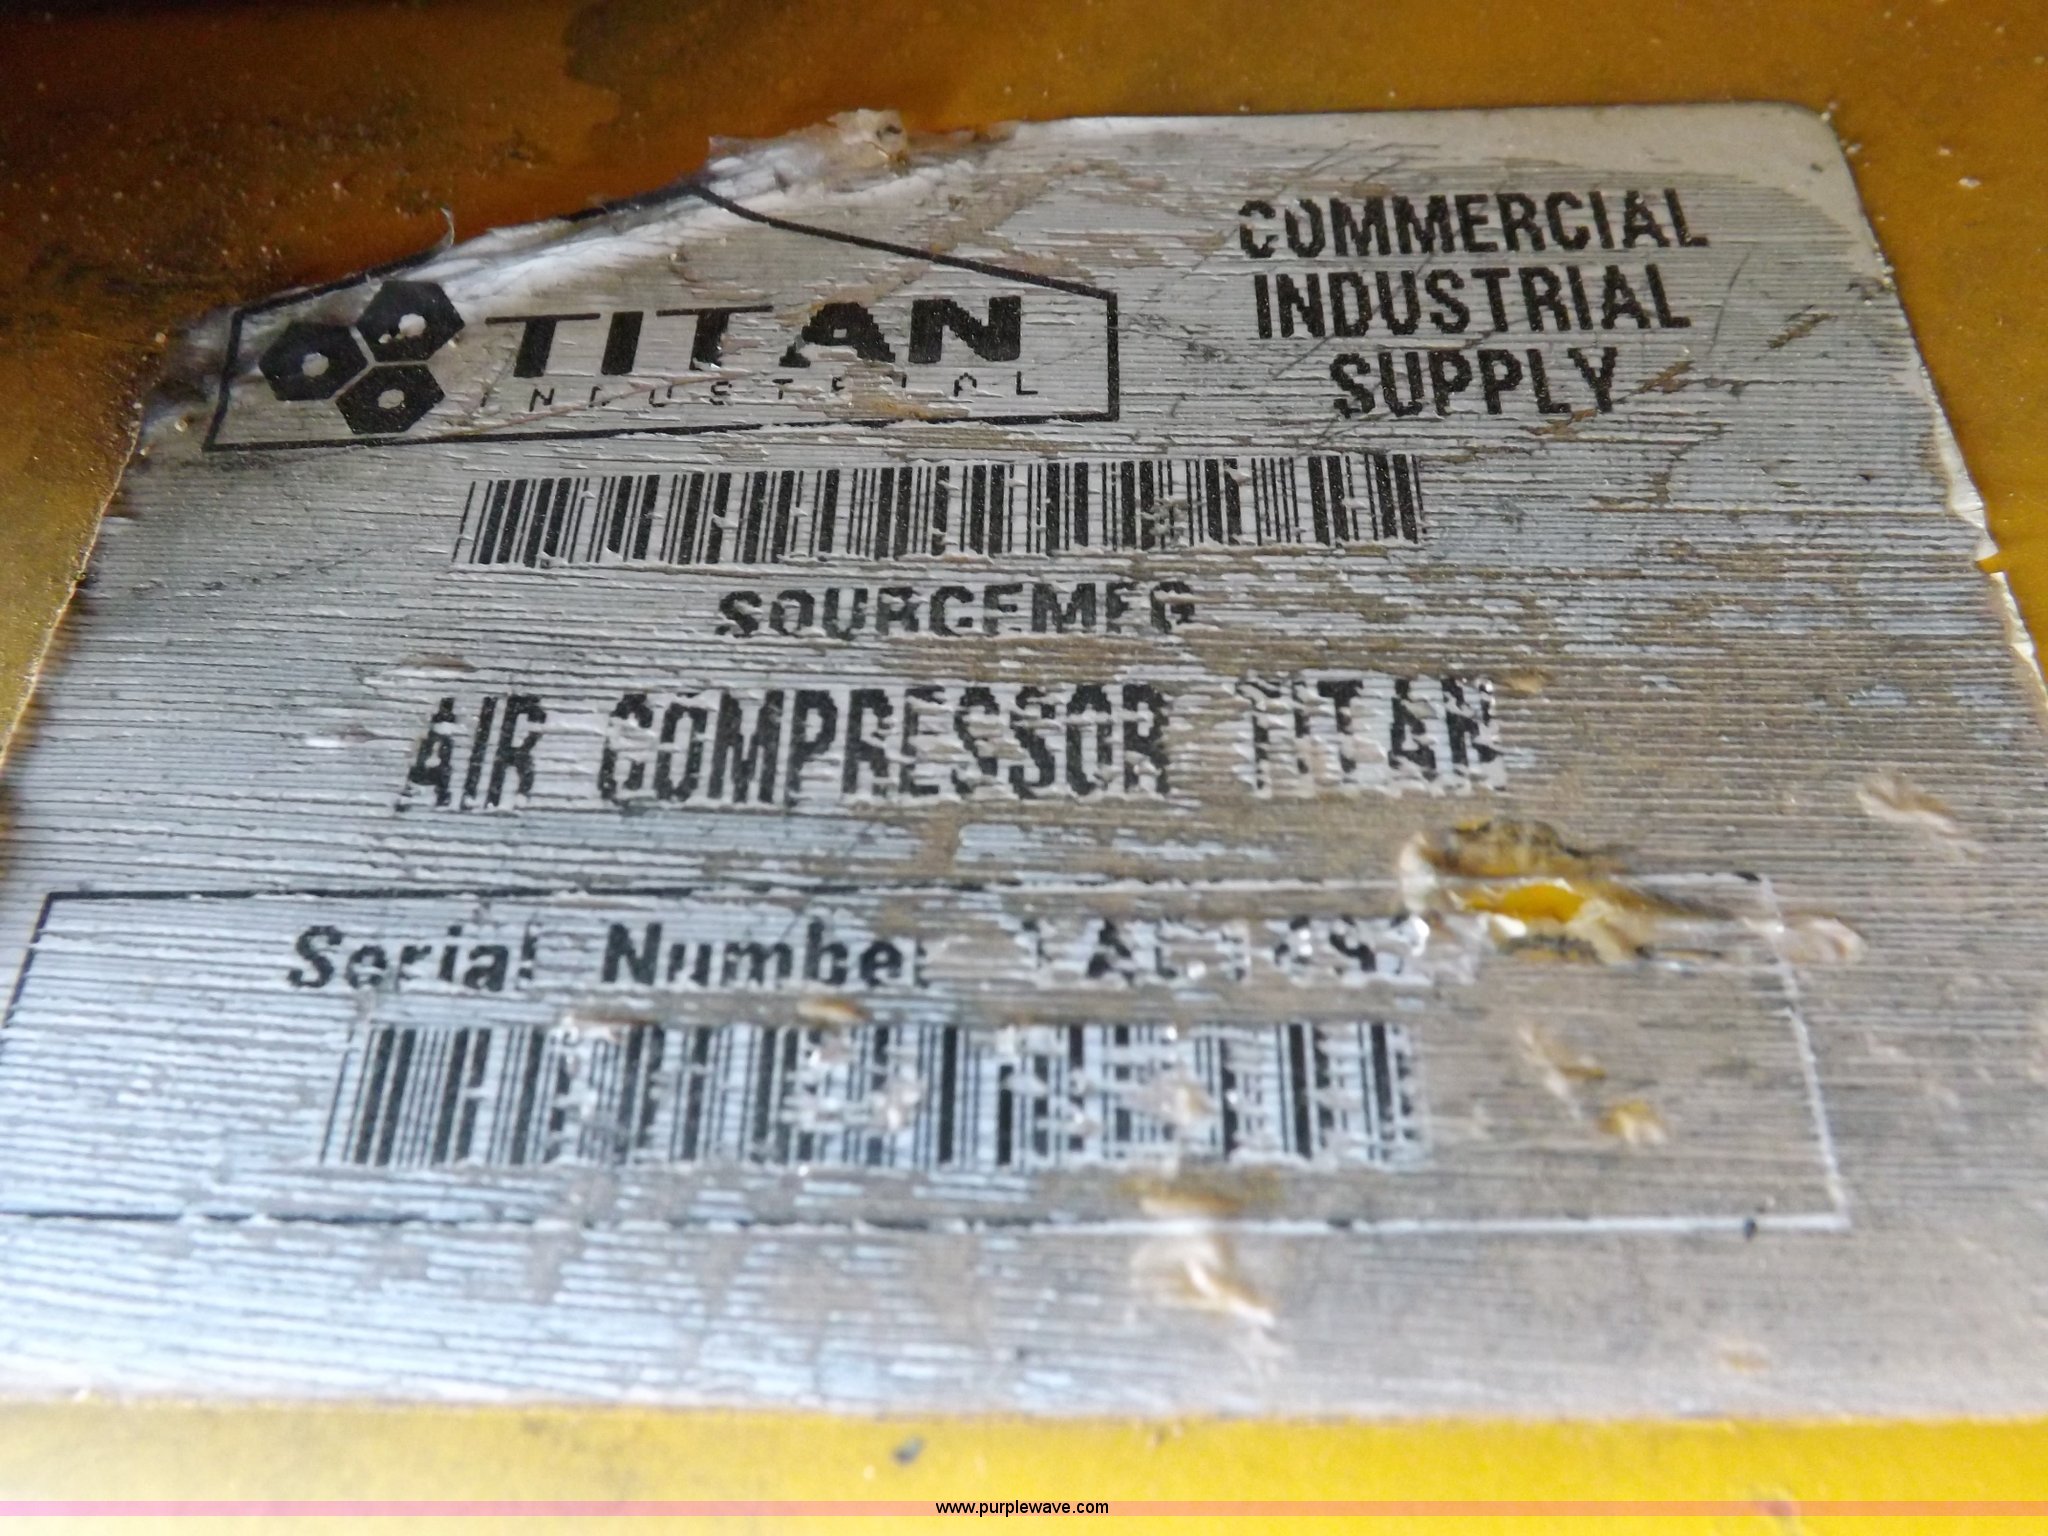 COMMERCIAL
INDUSTRIAL
SUPPLY
TITAN
INDUSTRIAL
SOURCEMFG
AIR COMPRESSOR TITAN
Serial Number
www.purplewave.com